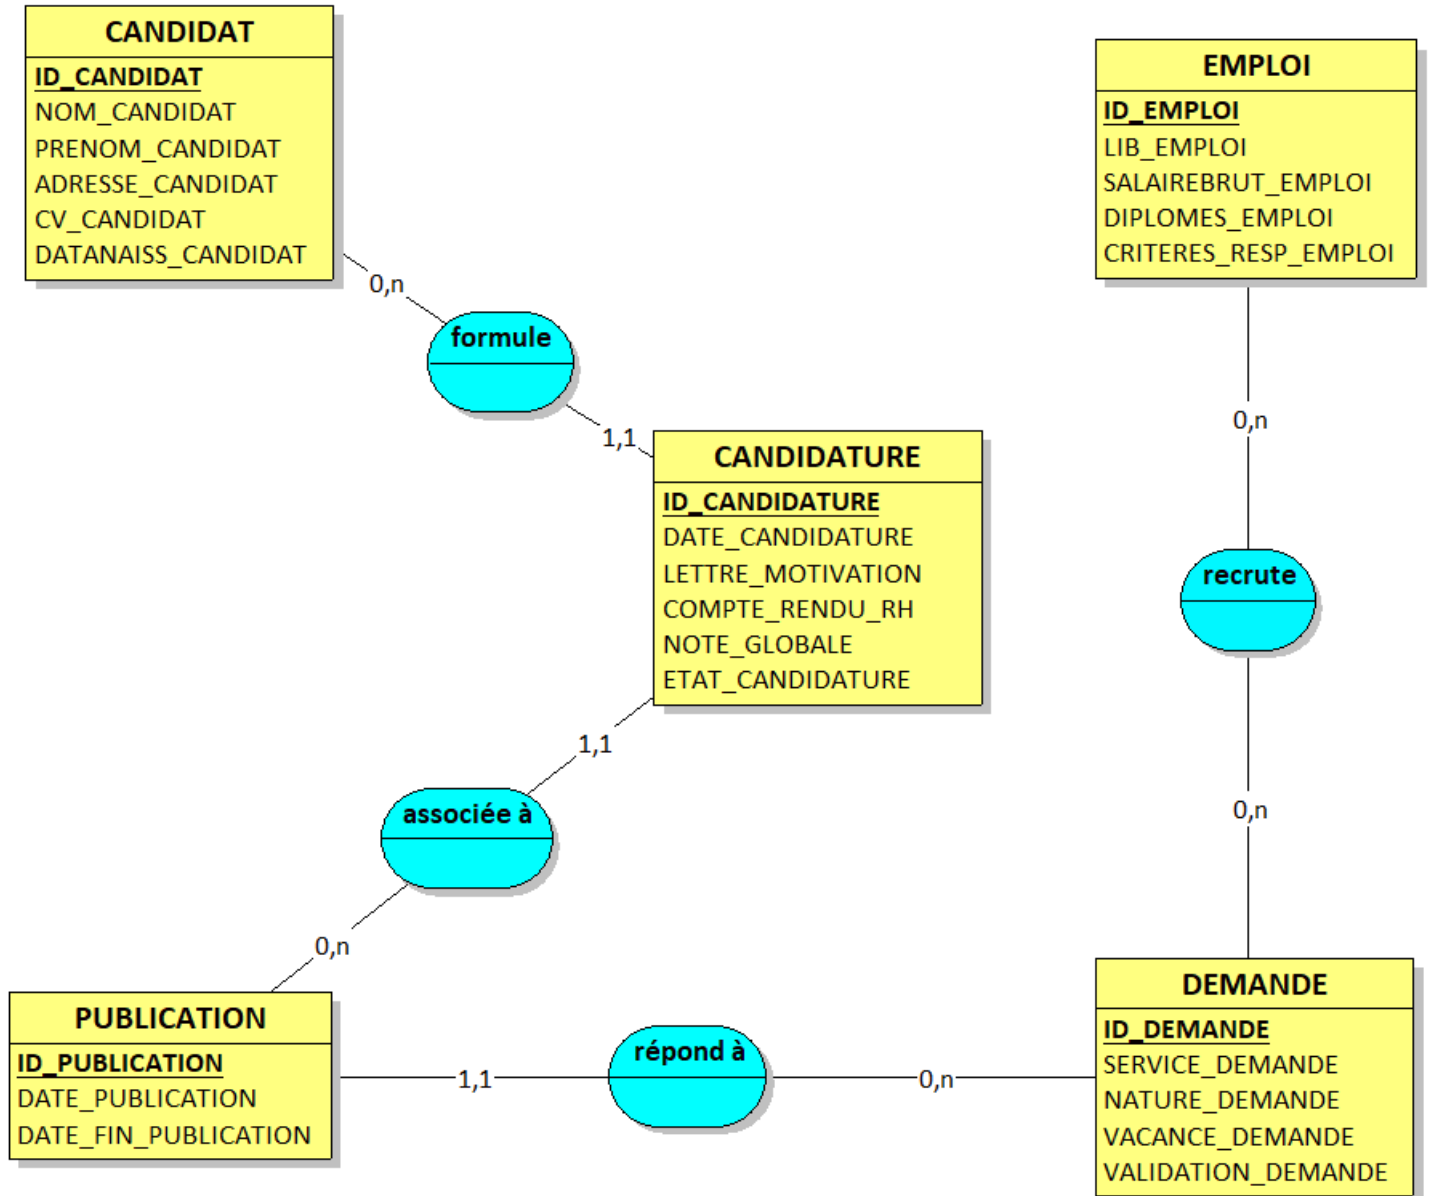 CANDIDAT
ID_CANDIDAT
NOM_CANDIDAT
PRENOM_CANDIDAT
ADRESSE_CANDIDAT
CV_CANDIDAT
DATANAISS_CANDIDAT
EMPLOI
ID_EMPLOI
LIB_EMPLOI
SALAIREBRUT_EMPLOI
DIPLOMES_EMPLOI
CRITERES_RESP_EMPLOI
0,n
formule
1,1
0,n
CANDIDATURE
ID_CANDIDATURE
DATE_CANDIDATURE
LETTRE_MOTIVATION
COMPTE_RENDU_RH
NOTE_GLOBALE
ETAT_CANDIDATURE
recrute
1,1
associée à
0,n
0,n
PUBLICATION
ID_PUBLICATION
DATE_PUBLICATION
DATE_FIN_PUBLICATION
1,1
répond à
0,n
DEMANDE
ID_DEMANDE
SERVICE_DEMANDE
NATURE_DEMANDE
VACANCE_DEMANDE
VALIDATION_DEMANDE